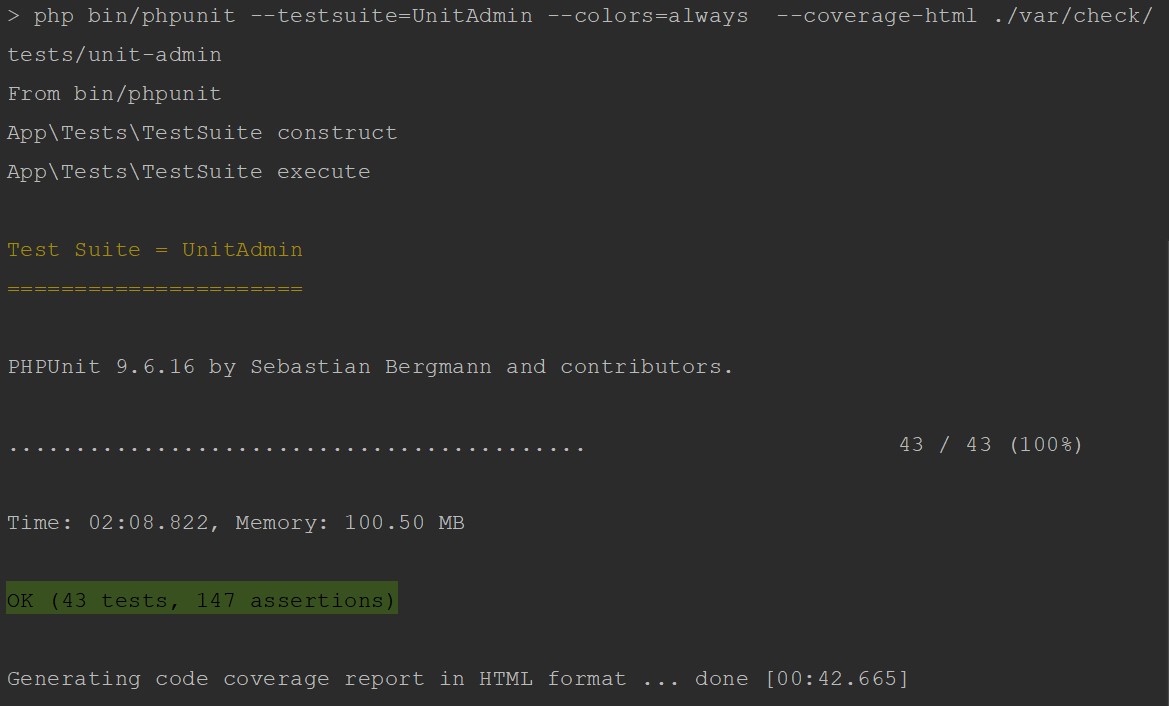 > php bin/phpunit --testsuite=UnitAdmin --colors=always  --coverage-html ./var/check/
tests/unit-admin
From bin/phpunit
App\Tests\TestSuite construct
App\Tests\TestSuite execute
Test Suite = UnitAdmin
======================
PHPUnit 9.6.16 by Sebastian Bergmann and contributors.
...........................................                       43 / 43 (100%)
Time: 02:08.822, Memory: 100.50 MB
OK (43 tests, 147 assertions)
Generating code coverage report in HTML format ... done [00:42.665]